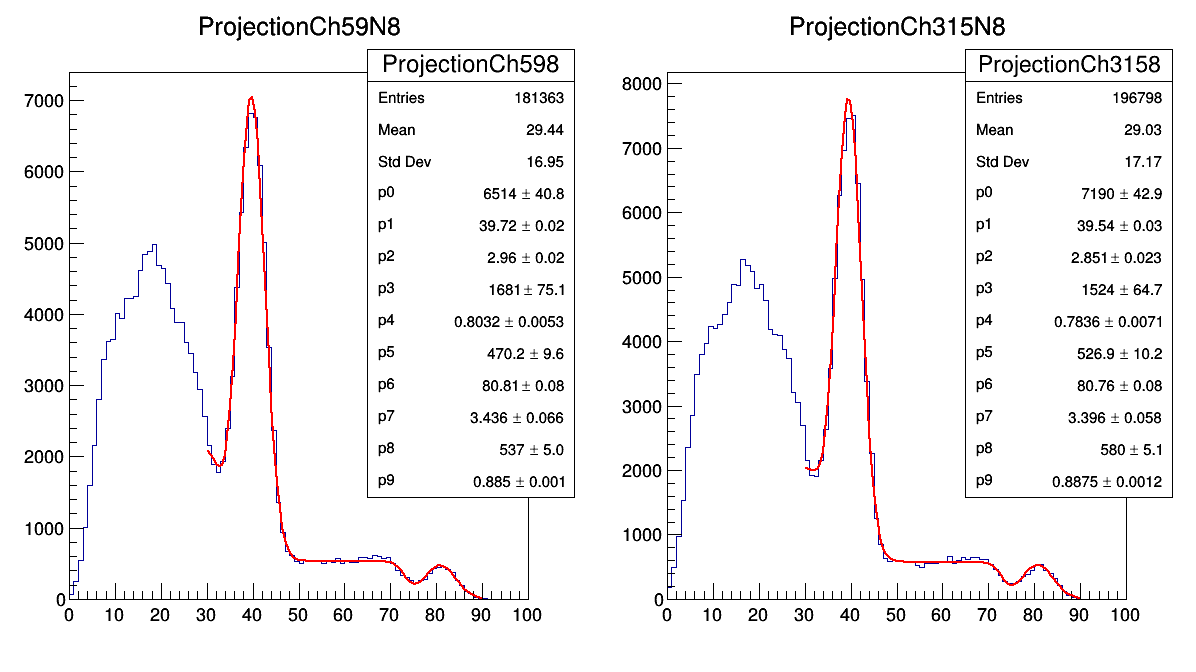 ProjectionCh59N8
ProjectionCh598
Entries 181363
Mean 29.44
Std Dev 16.95
p0 6514 ± 40.8
p1 39.72 ± 0.02
p2 2.96 ± 0.02
p3 1681 ± 75.1
p4 0.8032 ± 0.0053
p5 470.2 ± 9.6
p6 80.81 ± 0.08
p7 3.436 ± 0.066
p8 537 ± 5.0
p9 0.885 ± 0.001
7000
6000
5000
4000
3000
2000
1000
0
0 10 20 30 40 50 60 70 80 90 100
ProjectionCh315N8
ProjectionCh3158
Entries 196798
Mean 29.03
Std Dev 17.17
p0 7190 ± 42.9
p1 39.54 ± 0.03
p2 2.851 ± 0.023
p3 1524 ± 64.7
p4 0.7836 ± 0.0071
p5 526.9 ± 10.2
p6 80.76 ± 0.08
p7 3.396 ± 0.058
p8 580 ± 5.1
p9 0.8875 ± 0.0012
8000
7000
6000
5000
4000
3000
2000
1000
0
0 10 20 30 40 50 60 70 80 90 100